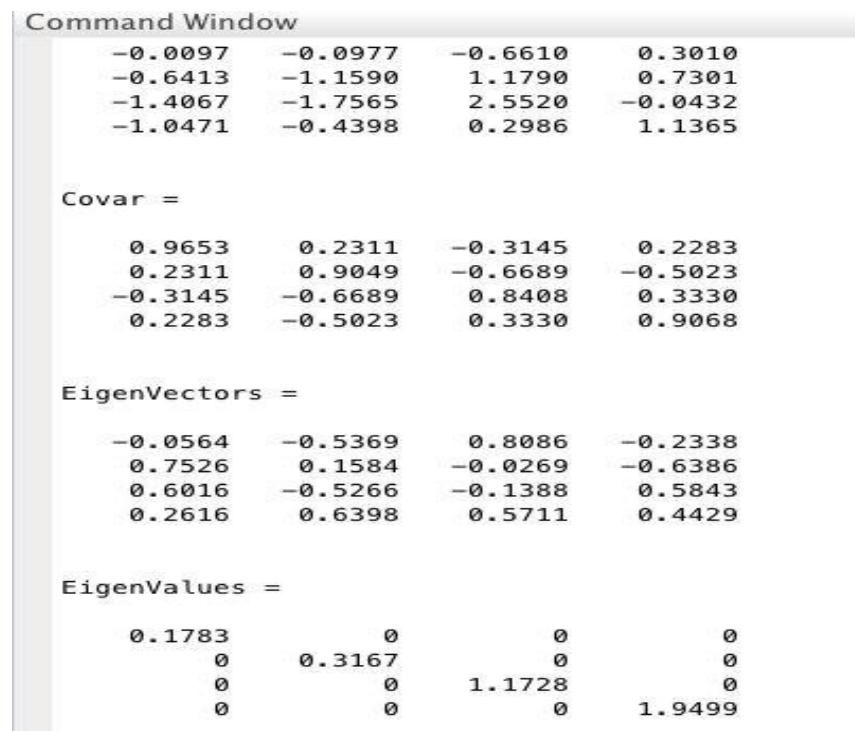 Command Window
-0.0097 -0.0977 -0.6610 0.3010
-0.6413 -1.1590 1.1790 0.7301
-1.4067 -1.7565 2.5520 -0.0432
-1.0471 -0.4398 0.2986 1.1365
Covar =
0.9653 0.2311 -0.3145 0.2283
0.2311 0.9049 -0.6689 -0.5023
-0.3145 -0.6689 0.8408 0.3330
0.2283 -0.5023 0.3330 0.9068
EigenVectors =
-0.0564 -0.5369 0.8086 -0.2338
0.7526 0.1584 -0.0269 -0.6386
0.6016 -0.5266 -0.1388 0.5843
0.2616 0.6398 0.5711 0.4429
EigenValues =
0.1783 0 0 0
0 0.3167 0 0
0 0 1.1728 0
0 0 0 1.9499